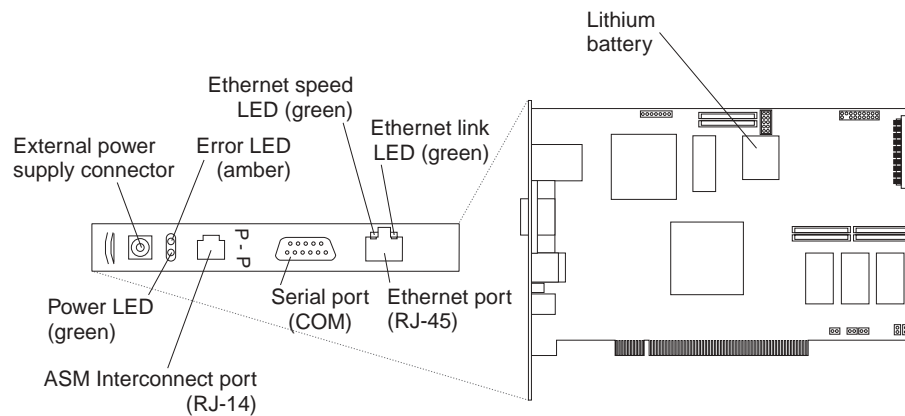 Lithium
battery
Ethernet speed
LED (green)
Ethernet link
LED (green)
External power
supply connector
Error LED
(amber)
P - P
Power LED
(green)
Serial port
(COM)
Ethernet port
(RJ-45)
ASM Interconnect port
(RJ-14)